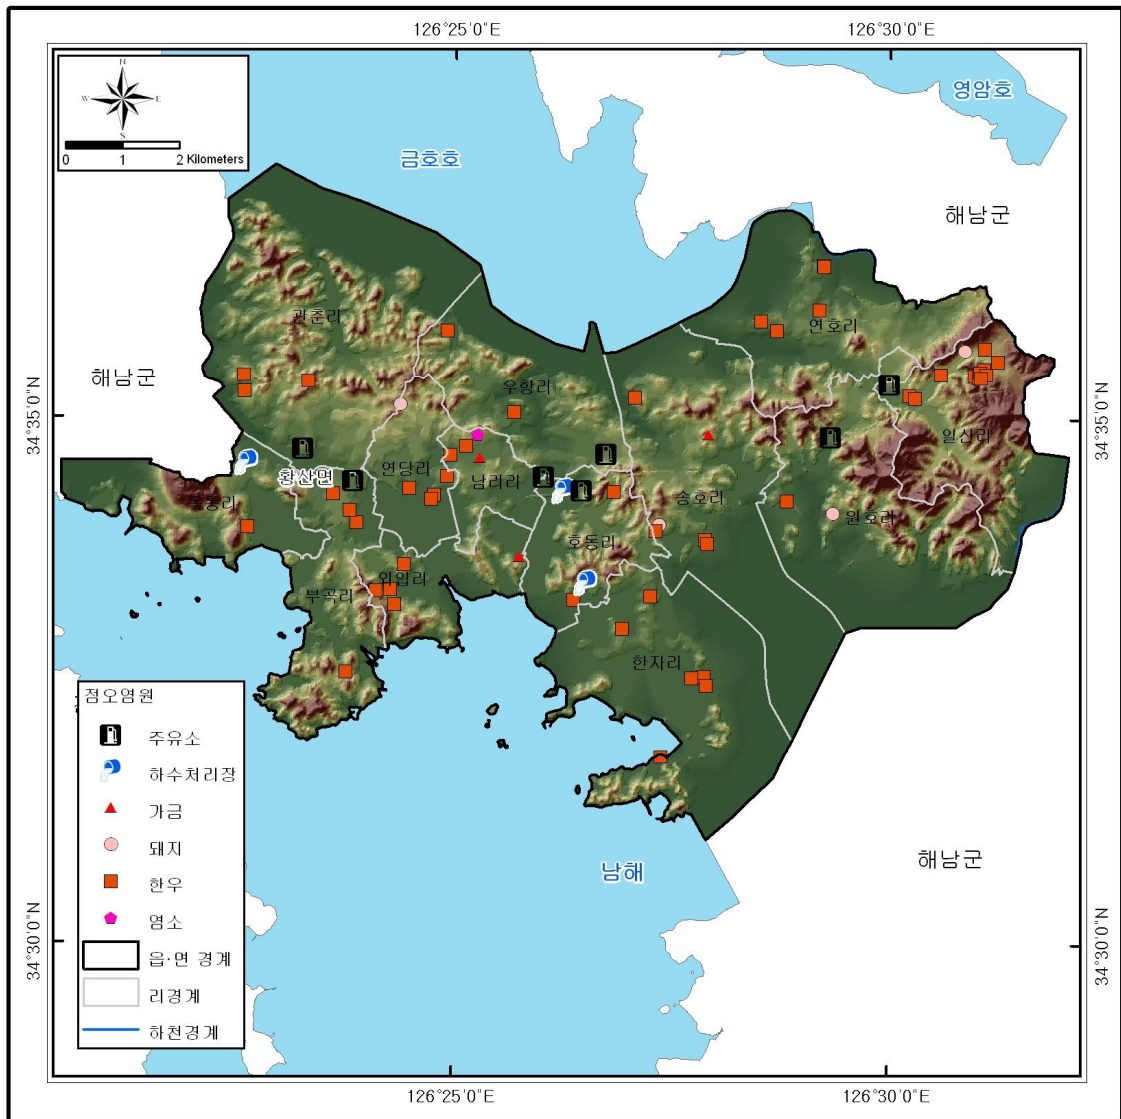 126°25'0"E
126°30'0"E
N
W
E
S
0
1
2 Kilometers
영암호
금호호
해남군
관춘리
연호리
해남군
우항리
34°35'0"N
34°35'0"N
일신리
황산면
연당리
남리리
송호리
원호리
호동리
외입리
부곡리
한자리
점오염원
주유소
하수처리장
가금
돼지
한우
염소
읍·면 경계
리경계
하천경계
남해
해남군
34°30'0"N
34°30'0"N
126°25'0"E
126°30'0"E